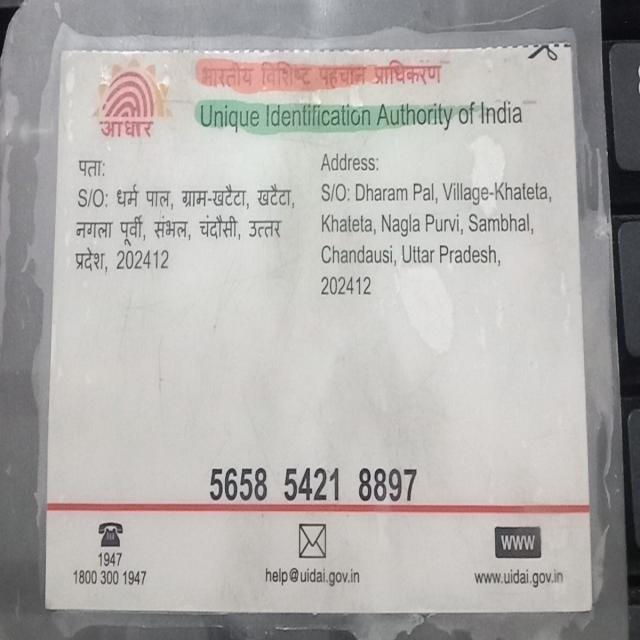 भारतीय विशिष्ट पहचान प्राधिकरण
Unique Identification Authority of India
आधार
पता:
S/O: धर्म पाल, ग्राम-खटैटा, खटैटा,
नगला पूर्वी, संभल, चंदौसी, उत्तर
प्रदेश, 202412
Address:
S/O: Dharam Pal, Village-Khateta,
Khateta, Nagla Purvi, Sambhal,
Chandausi, Uttar Pradesh,
202412
5658 5421 8897
1947
1800 300 1947
help@uidai.gov.in
www
www.uidai.gov.in